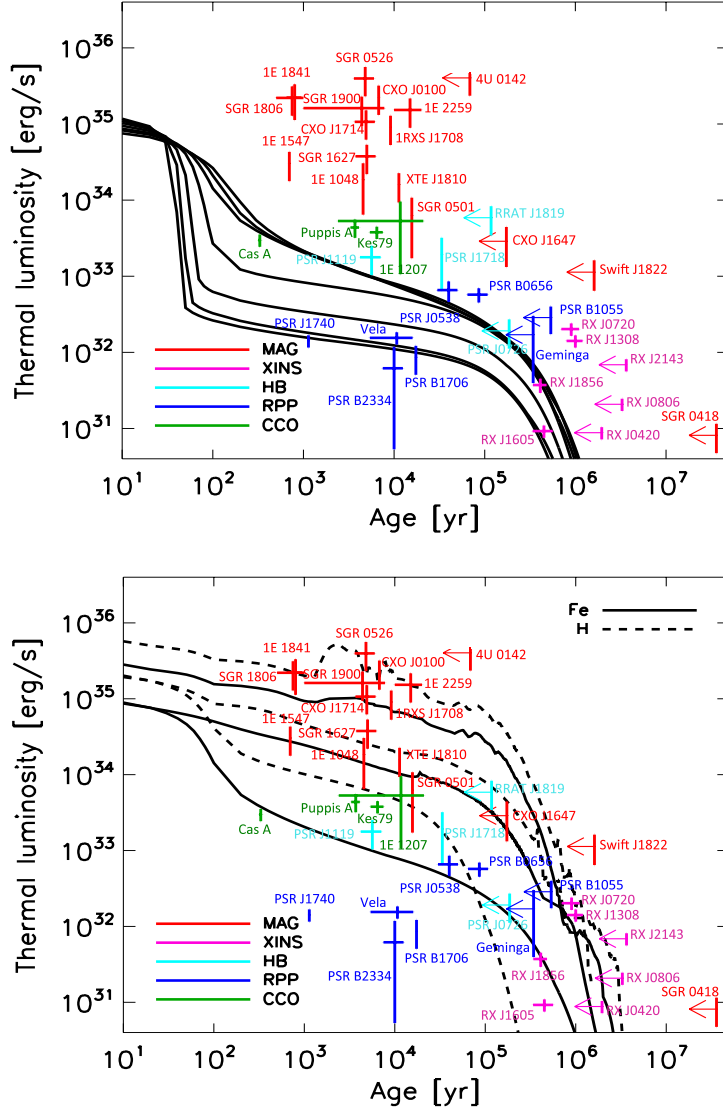 Thermal luminosity [erg/s]
10^36
10^35
10^34
10^33
10^32
10^31
SGR 0526
1E 1841
4U 0142
CXO J0100
SGR 1806
SGR 1900
1E 2259
CXO J1714
1RXS J1708
1E 1547
SGR 1627
1E 1048
XTE J1810
SGR 0501
RRAT J1819
Puppis A
Kes79
CXO J1647
Cas A
PSR J1119
PSR J1718
1E 1207
Swift J1822
PSR B0656
PSR J0538
PSR B1055
RX J0720
PSR J1740
Vela
PSR J0726
RX J1308
Geminga
RX J2143
PSR B1706
RX J1856
PSR B2334
RX J0806
SGR 0418
RX J1605
RX J0420
MAG
XINS
HB
RPP
CCO
10^1 10^2 10^3 10^4 10^5 10^6 10^7
Age [yr]
Thermal luminosity [erg/s]
10^36
10^35
10^34
10^33
10^32
10^31
Fe
H
SGR 0526
1E 1841
4U 0142
CXO J0100
SGR 1806
SGR 1900
1E 2259
CXO J1714
1RXS J1708
1E 1547
SGR 1627
1E 1048
XTE J1810
SGR 0501
RRAT J1819
Puppis A
Kes79
CXO J1647
Cas A
PSR J1119
PSR J1718
1E 1207
Swift J1822
PSR B0656
PSR J0538
PSR B1055
RX J0720
PSR J1740
Vela
PSR J0726
RX J1308
Geminga
RX J2143
PSR B1706
RX J1856
PSR B2334
RX J0806
SGR 0418
RX J1605
RX J0420
MAG
XINS
HB
RPP
CCO
10^1 10^2 10^3 10^4 10^5 10^6 10^7
Age [yr]